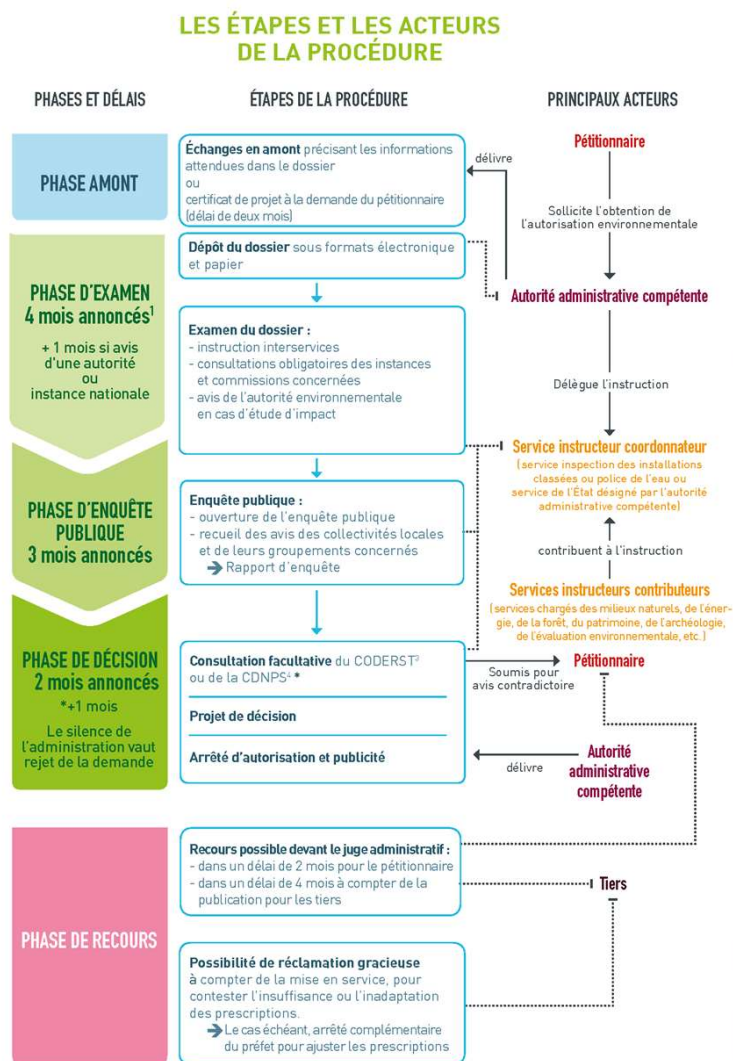 LES ÉTAPES ET LES ACTEURS
DE LA PROCÉDURE
PHASES ET DÉLAIS
ÉTAPES DE LA PROCÉDURE
PRINCIPAUX ACTEURS
PHASE AMONT
Échanges en amont précisant les informations
attendues dans le dossier
ou
certificat de projet à la demande du pétitionnaire
(délai de deux mois)
délivre
Pétitionnaire
Sollicite l'obtention de
l'autorisation environnementale
Dépôt du dossier sous formats électronique
et papier
Autorité administrative compétente
PHASE D'EXAMEN
4 mois annoncés¹
+ 1 mois si avis
d'une autorité
ou
instance nationale
Examen du dossier :
- instruction interservices
- consultations obligatoires des instances
et commissions concernées
- avis de l'autorité environnementale
en cas d'étude d'impact
Délègue l'instruction
Service instructeur coordonnateur
(service inspection des installations
classées ou police de l'eau ou
service de l'État désigné par l'autorité
administrative compétente)
PHASE D'ENQUÊTE
PUBLIQUE
3 mois annoncés
Enquête publique :
- ouverture de l'enquête publique
- recueil des avis des collectivités locales
et de leurs groupements concernés
➔ Rapport d'enquête
contribuent à l'instruction
Services instructeurs contributeurs
(services chargés des milieux naturels, de l'éner-
gie, de la forêt, du patrimoine, de l'archéologie,
de l'évaluation environnementale, etc.)
PHASE DE DÉCISION
2 mois annoncés
*+1 mois
Le silence de
l'administration vaut
rejet de la demande
Consultation facultative du CODERST³
ou de la CDNPS⁴ *
Projet de décision
Arrêté d'autorisation et publicité
Soumis pour
avis contradictoire
Pétitionnaire
délivre
Autorité
administrative
compétente
PHASE DE RECOURS
Recours possible devant le juge administratif :
- dans un délai de 2 mois pour le pétitionnaire
- dans un délai de 4 mois à compter de la
publication pour les tiers
Tiers
Possibilité de réclamation gracieuse
à compter de la mise en service, pour
contester l'insuffisance ou l'inadaptation
des prescriptions.
➔ Le cas échéant, arrêté complémentaire
du préfet pour ajuster les prescriptions